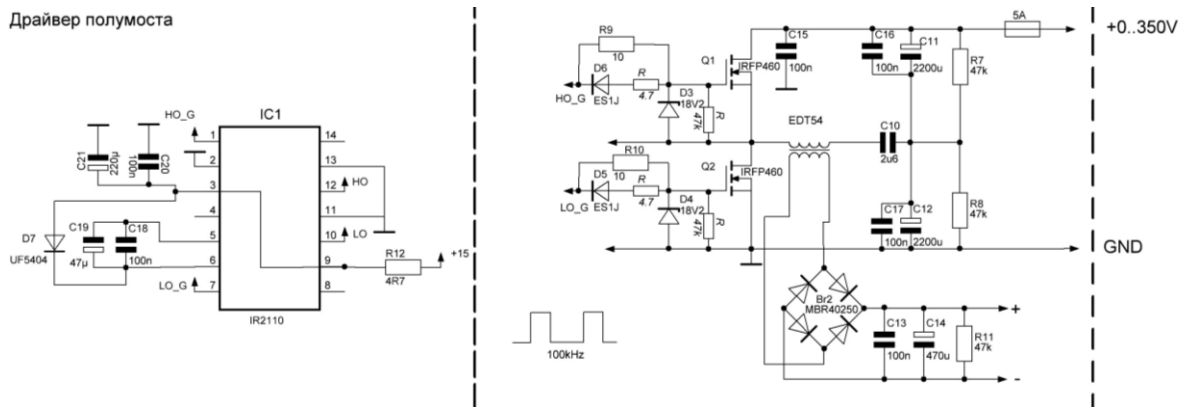 Драйвер полумоста
IC1
HO_G
1
2
3
4
5
6
7
14
13
12
11
10
9
8
HO
LO
LO_G
C21
220µ
C20
100n
C19
47µ
C18
100n
D7
UF5404
R12
4R7
+15
IR2110
R9
10
D6
ES1J
R
4.7
HO_G
D3
18V2
R
47k
Q1
IRFP460
C15
100n
C16
100n
C11
2200u
R7
47k
5A
+0..350V
EDT54
C10
2u6
R10
10
D5
ES1J
R
4.7
LO_G
D4
18V2
R
47k
Q2
IRFP460
C17
100n
C12
2200u
R8
47k
GND
Br2
MBR40250
C13
100n
C14
470u
R11
47k
+
-
100kHz